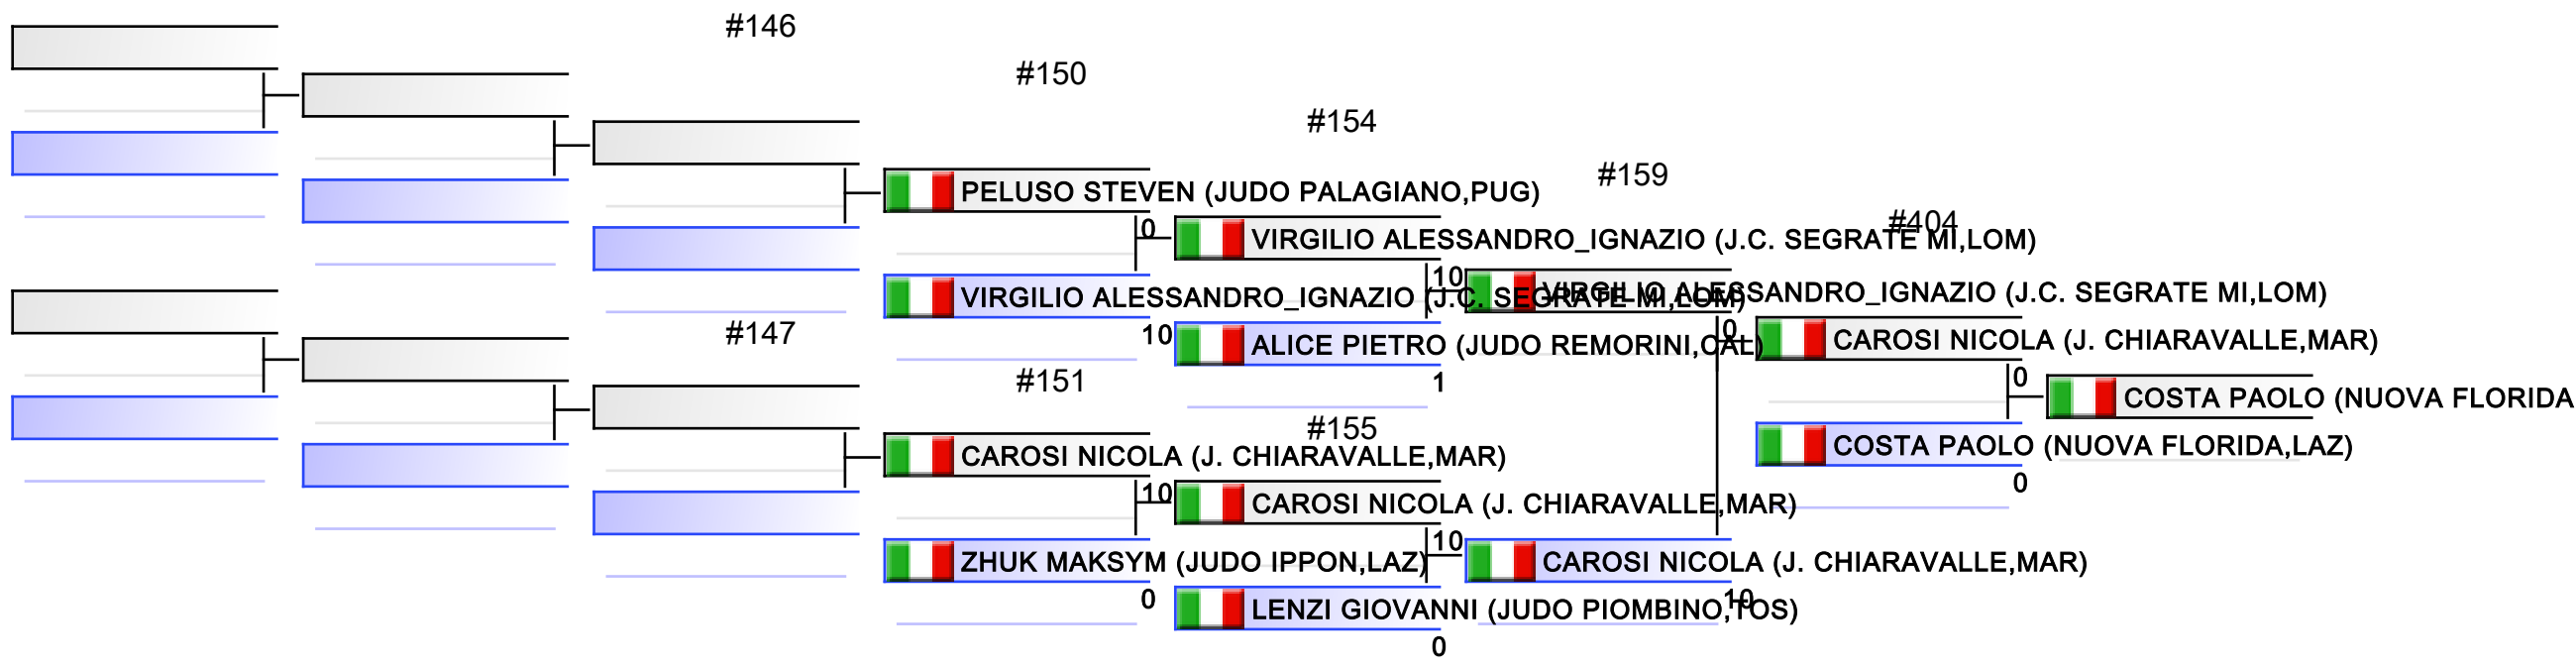 #146
#150
#154
#159
PELUSO STEVEN (JUDO PALAGIANO,PUG)
0
#404
VIRGILIO ALESSANDRO_IGNAZIO (J.C. SEGRATE MI,LOM)
10
VIRGILIO ALESSANDRO_IGNAZIO (J.C. SEGRATE MI,LOM)
VIRGILIO ALESSANDRO_IGNAZIO (J.C. SEGRATE MI,LOM)
10
0
#147
ALICE PIETRO (JUDO REMORINI,CAL)
1
CAROSI NICOLA (J. CHIARAVALLE,MAR)
0
#151
COSTA PAOLO (NUOVA FLORIDA
#155
COSTA PAOLO (NUOVA FLORIDA,LAZ)
0
CAROSI NICOLA (J. CHIARAVALLE,MAR)
10
CAROSI NICOLA (J. CHIARAVALLE,MAR)
10
ZHUK MAKSYM (JUDO IPPON,LAZ)
0
CAROSI NICOLA (J. CHIARAVALLE,MAR)
10
LENZI GIOVANNI (JUDO PIOMBINO,TOS)
0